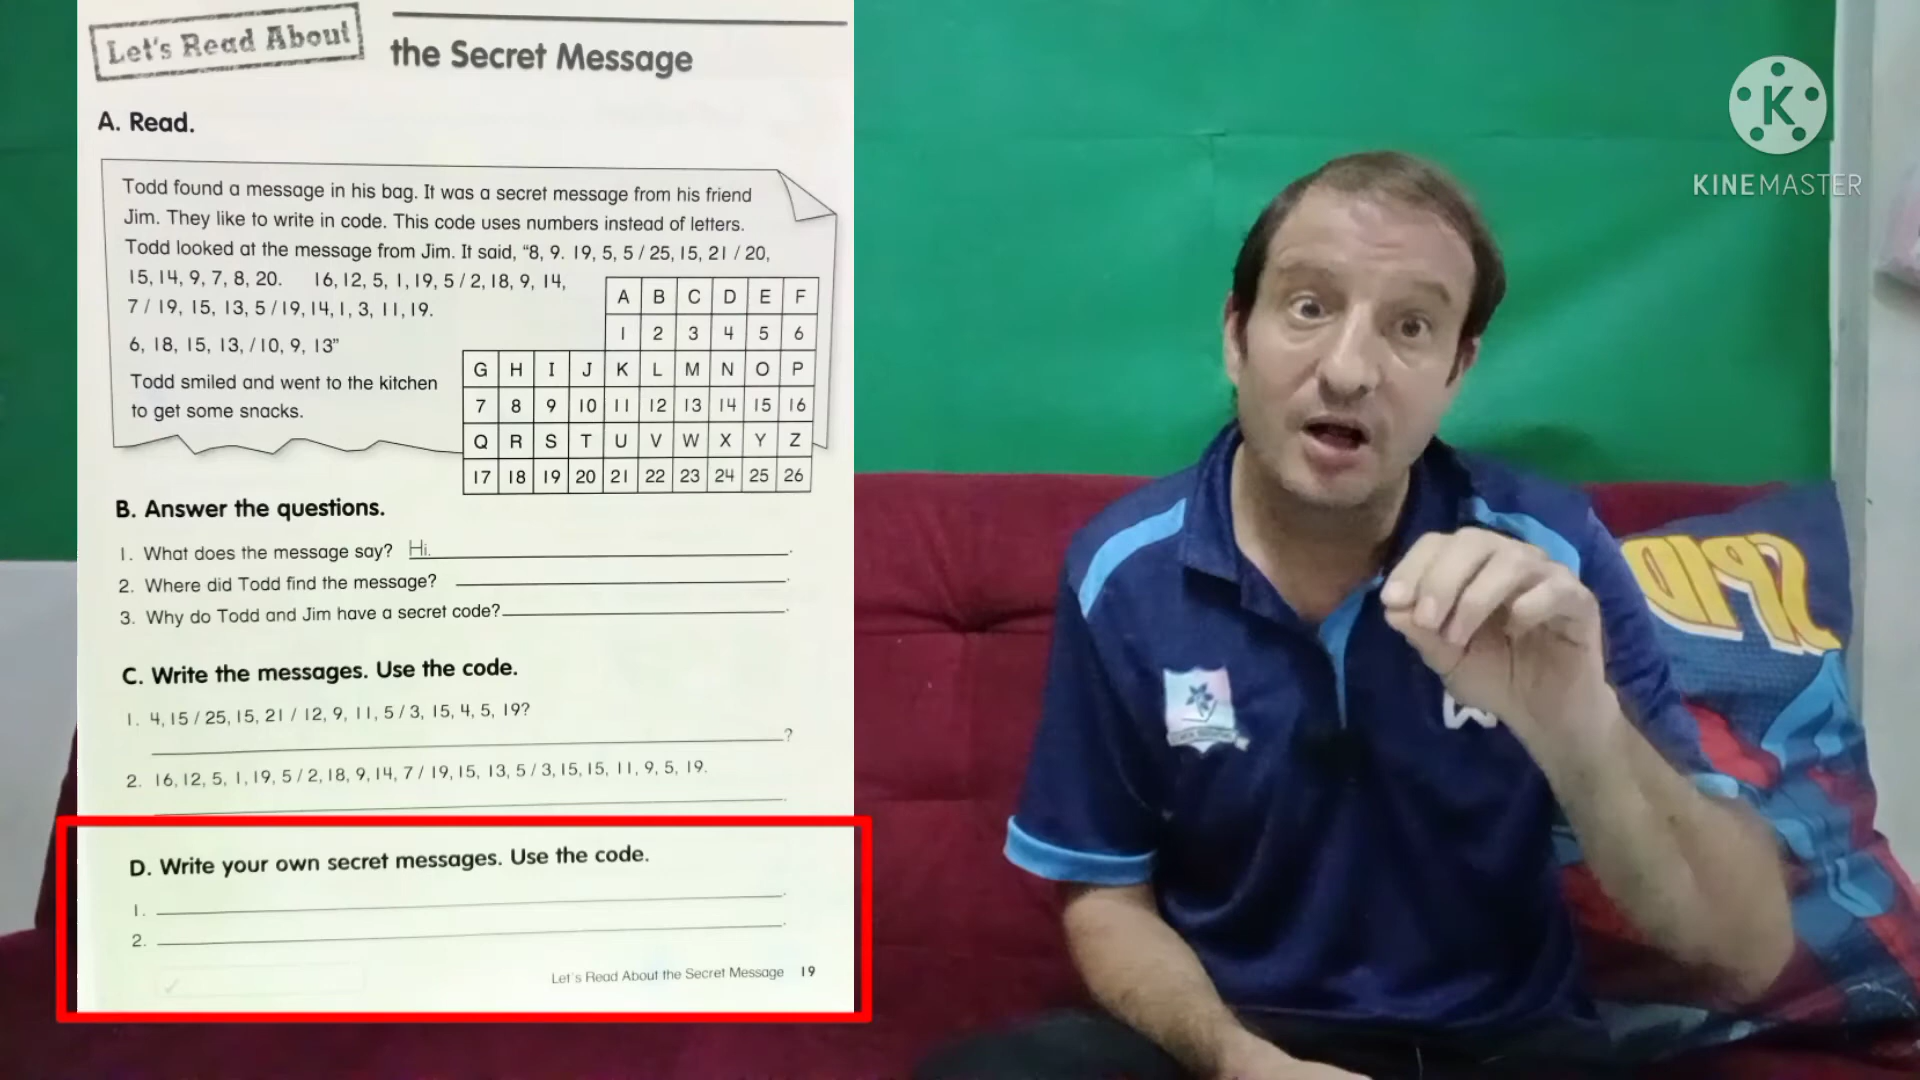 Let's Read About
the Secret Message
A. Read.
Todd found a message in his bag. It was a secret message from his friend
Jim. They like to write in code. This code uses numbers instead of letters.
Todd looked at the message from Jim. It said, “8, 9. 19, 5, 5 / 25, 15, 21 / 20,
15, 14, 9, 7, 8, 20. 16, 12, 5, 1, 19, 5 / 2, 18, 9, 14,
7 / 19, 15, 13, 5 / 19, 14, 1, 3, 11, 19.
6, 18, 15, 13, / 10, 9, 13”
Todd smiled and went to the kitchen
to get some snacks.
A B C D E F
1 2 3 4 5 6
G H I J K L M N O P
7 8 9 10 11 12 13 14 15 16
Q R S T U V W X Y Z
17 18 19 20 21 22 23 24 25 26
B. Answer the questions.
1. What does the message say? Hi.
2. Where did Todd find the message?
3. Why do Todd and Jim have a secret code?
C. Write the messages. Use the code.
1. 4, 15 / 25, 15, 21 / 12, 9, 11, 5 / 3, 15, 4, 5, 19?
?
2. 16, 12, 5, 1, 19, 5 / 2, 18, 9, 14, 7 / 19, 15, 13, 5 / 3, 15, 15, 11, 9, 5, 19.
D. Write your own secret messages. Use the code.
1.
2.
Let's Read About the Secret Message 19
K
KINEMASTER
SPID